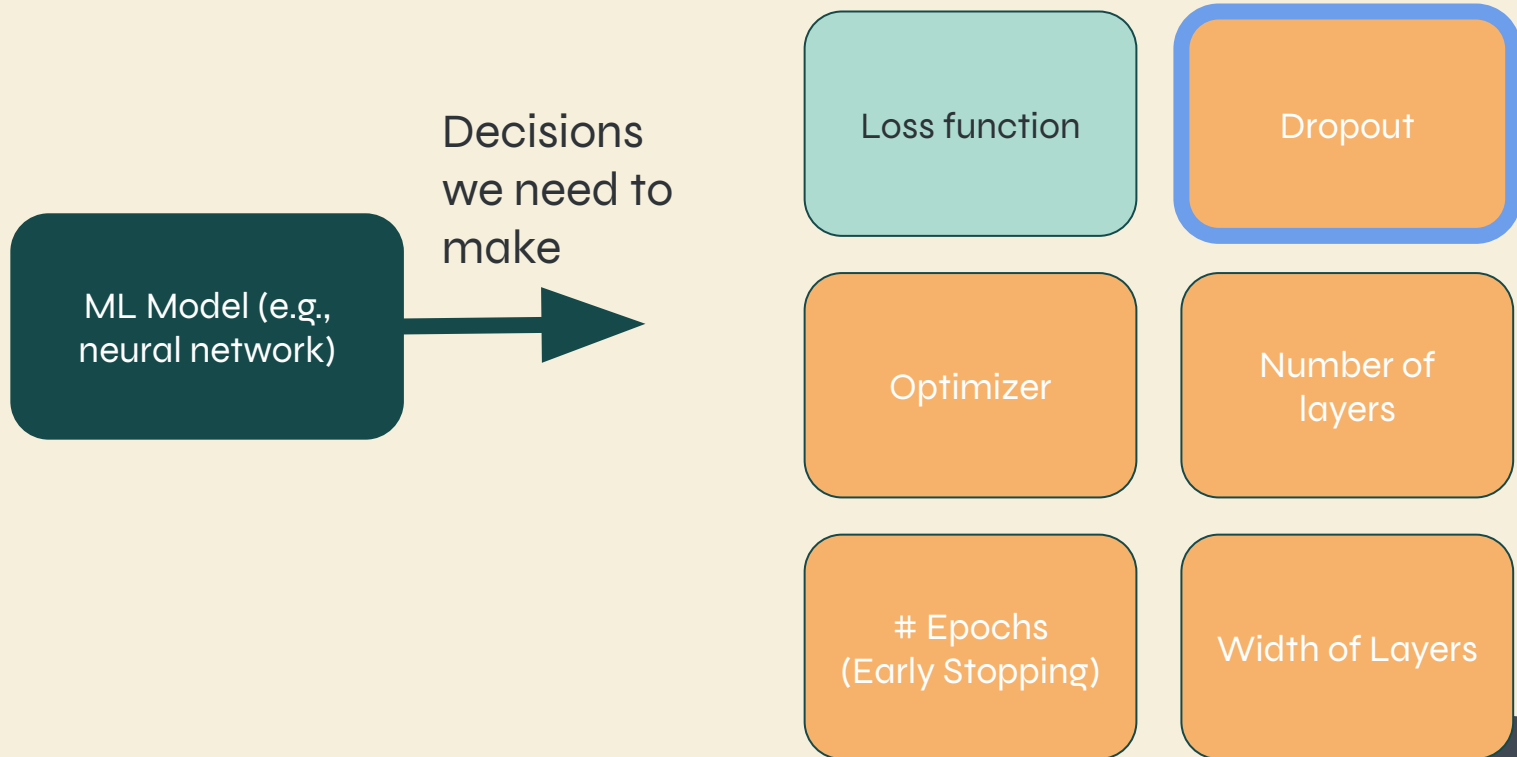 ML Model (e.g.,
neural network)
Decisions
we need to
make
Loss function
Dropout
Optimizer
Number of
layers
# Epochs
(Early Stopping)
Width of Layers